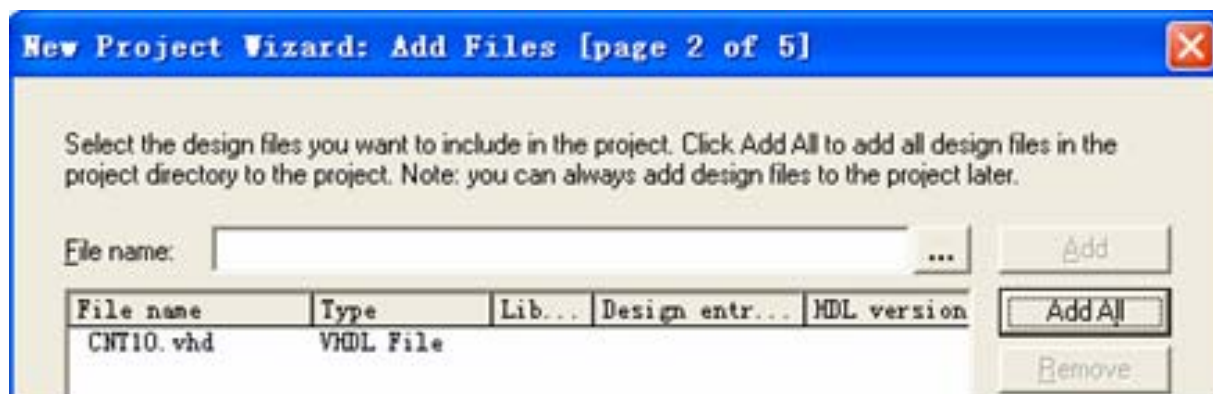 New Project Wizard: Add Files [page 2 of 5]
Select the design files you want to include in the project. Click Add All to add all design files in the
project directory to the project. Note: you can always add design files to the project later.
File name: ... Add
File name Type Lib... Design entr... HDL version Add All
CNT10.vhd VHDL File
Remove